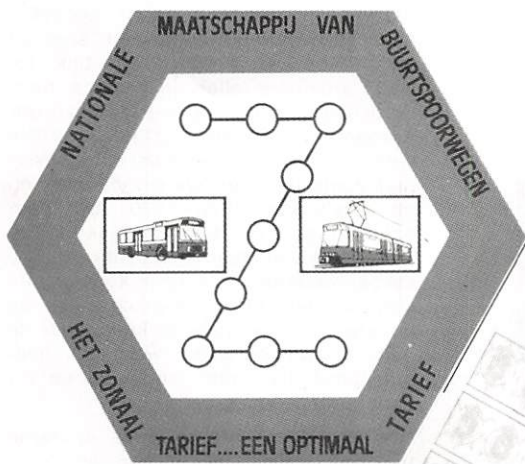 NATIONALE
MAATSCHAPPIJ VAN
BUURTSPOORWEGEN
HET ZONAAL
TARIEF....EEN OPTIMAAL
TARIEF